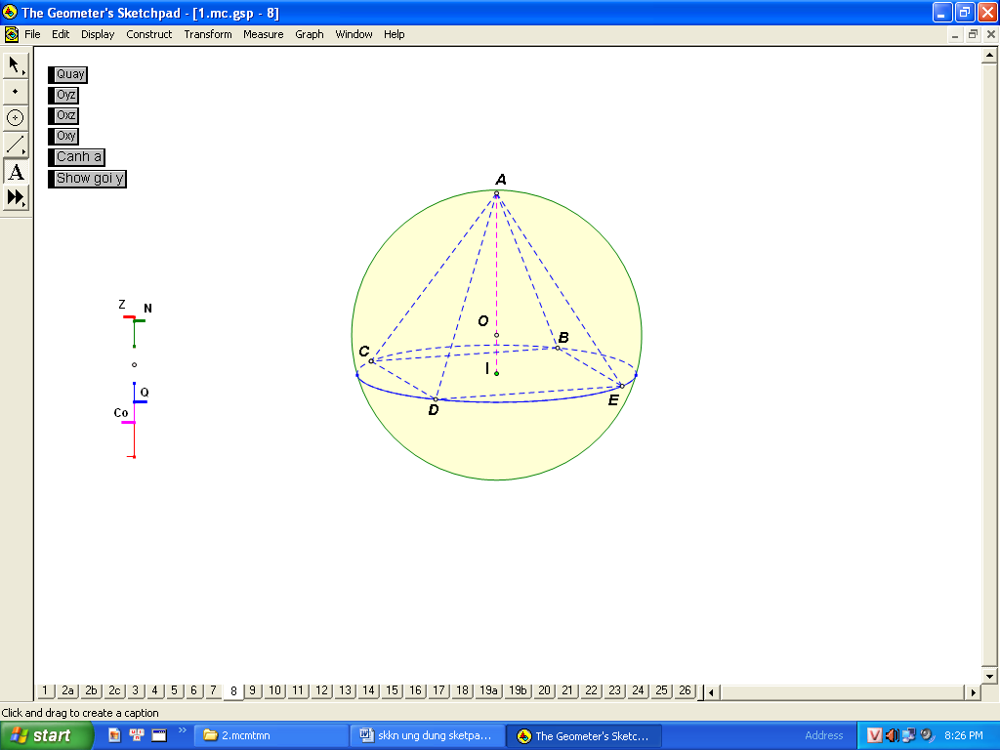 The Geometer's Sketchpad - [1.mc.gsp - 8]
File Edit Display Construct Transform Measure Graph Window Help
Quay
Oyz
Oxz
Oxy
Canh a
Show goi y
A
A
O
B
C
I
D
E
Z
N
Q
Co
1 2a 2b 2c 3 4 5 6 7 8 9 10 11 12 13 14 15 16 17 18 19a 19b 20 21 22 23 24 25 26
Click and drag to create a caption
start
2.mcmtmn
skkn ung dung sketpa...
The Geometer's Sketc...
Address
V
8:26 PM